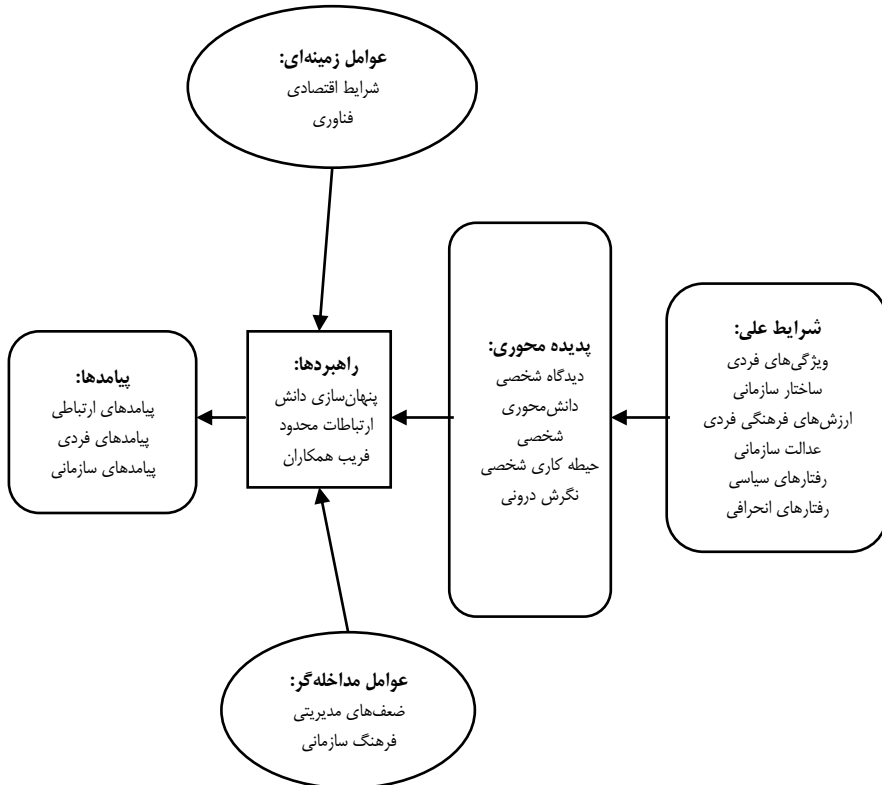 عوامل زمینه‌ای:
شرایط اقتصادی
فناوری
شرایط علی:
ویژگی‌های فردی
ساختار سازمانی
ارزش‌های فرهنگی فردی
عدالت سازمانی
رفتارهای سیاسی
رفتارهای انحرافی
پدیده محوری:
دیدگاه شخصی
دانش‌محوری
شخصی
حیطه کاری شخصی
نگرش درونی
راهبردها:
پنهان‌سازی دانش
ارتباطات محدود
فریب همکاران
پیامدها:
پیامدهای ارتباطی
پیامدهای فردی
پیامدهای سازمانی
عوامل مداخله‌گر:
ضعف‌های مدیریتی
فرهنگ سازمانی